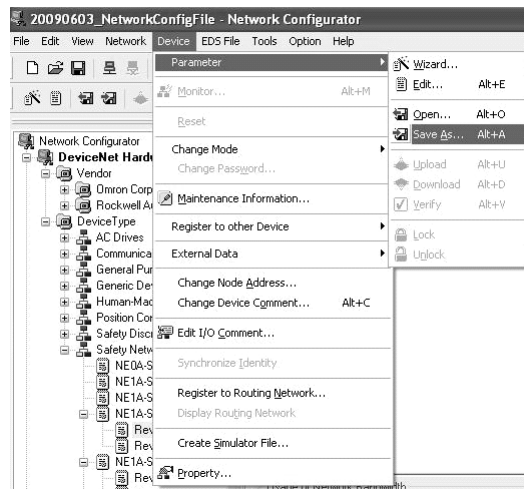 20090603_NetworkConfigFile - Network Configurator
File Edit View Network Device EDS File Tools Option Help
Parameter
Wizard...
Edit... Alt+E
Open... Alt+O
Save As... Alt+A
Upload Alt+U
Download Alt+D
Verify Alt+V
Lock
Unlock
Monitor... Alt+M
Reset
Change Mode
Change Password...
Maintenance Information...
Register to other Device
External Data
Change Node Address...
Change Device Comment... Alt+C
Edit I/O Comment...
Synchronize Identity
Register to Routing Network...
Display Routing Network
Create Simulator File...
Property...
Network Configurator
DeviceNet Hardw
Vendor
Omron Corp
Rockwell Au
DeviceType
AC Drives
Communica
General Pur
Generic Dev
Human-Mac
Position Con
Safety Discr
Safety Netw
NE0A-S
NE1A-S
NE1A-S
NE1A-S
Rev
Rev
NE1A-S
Rev